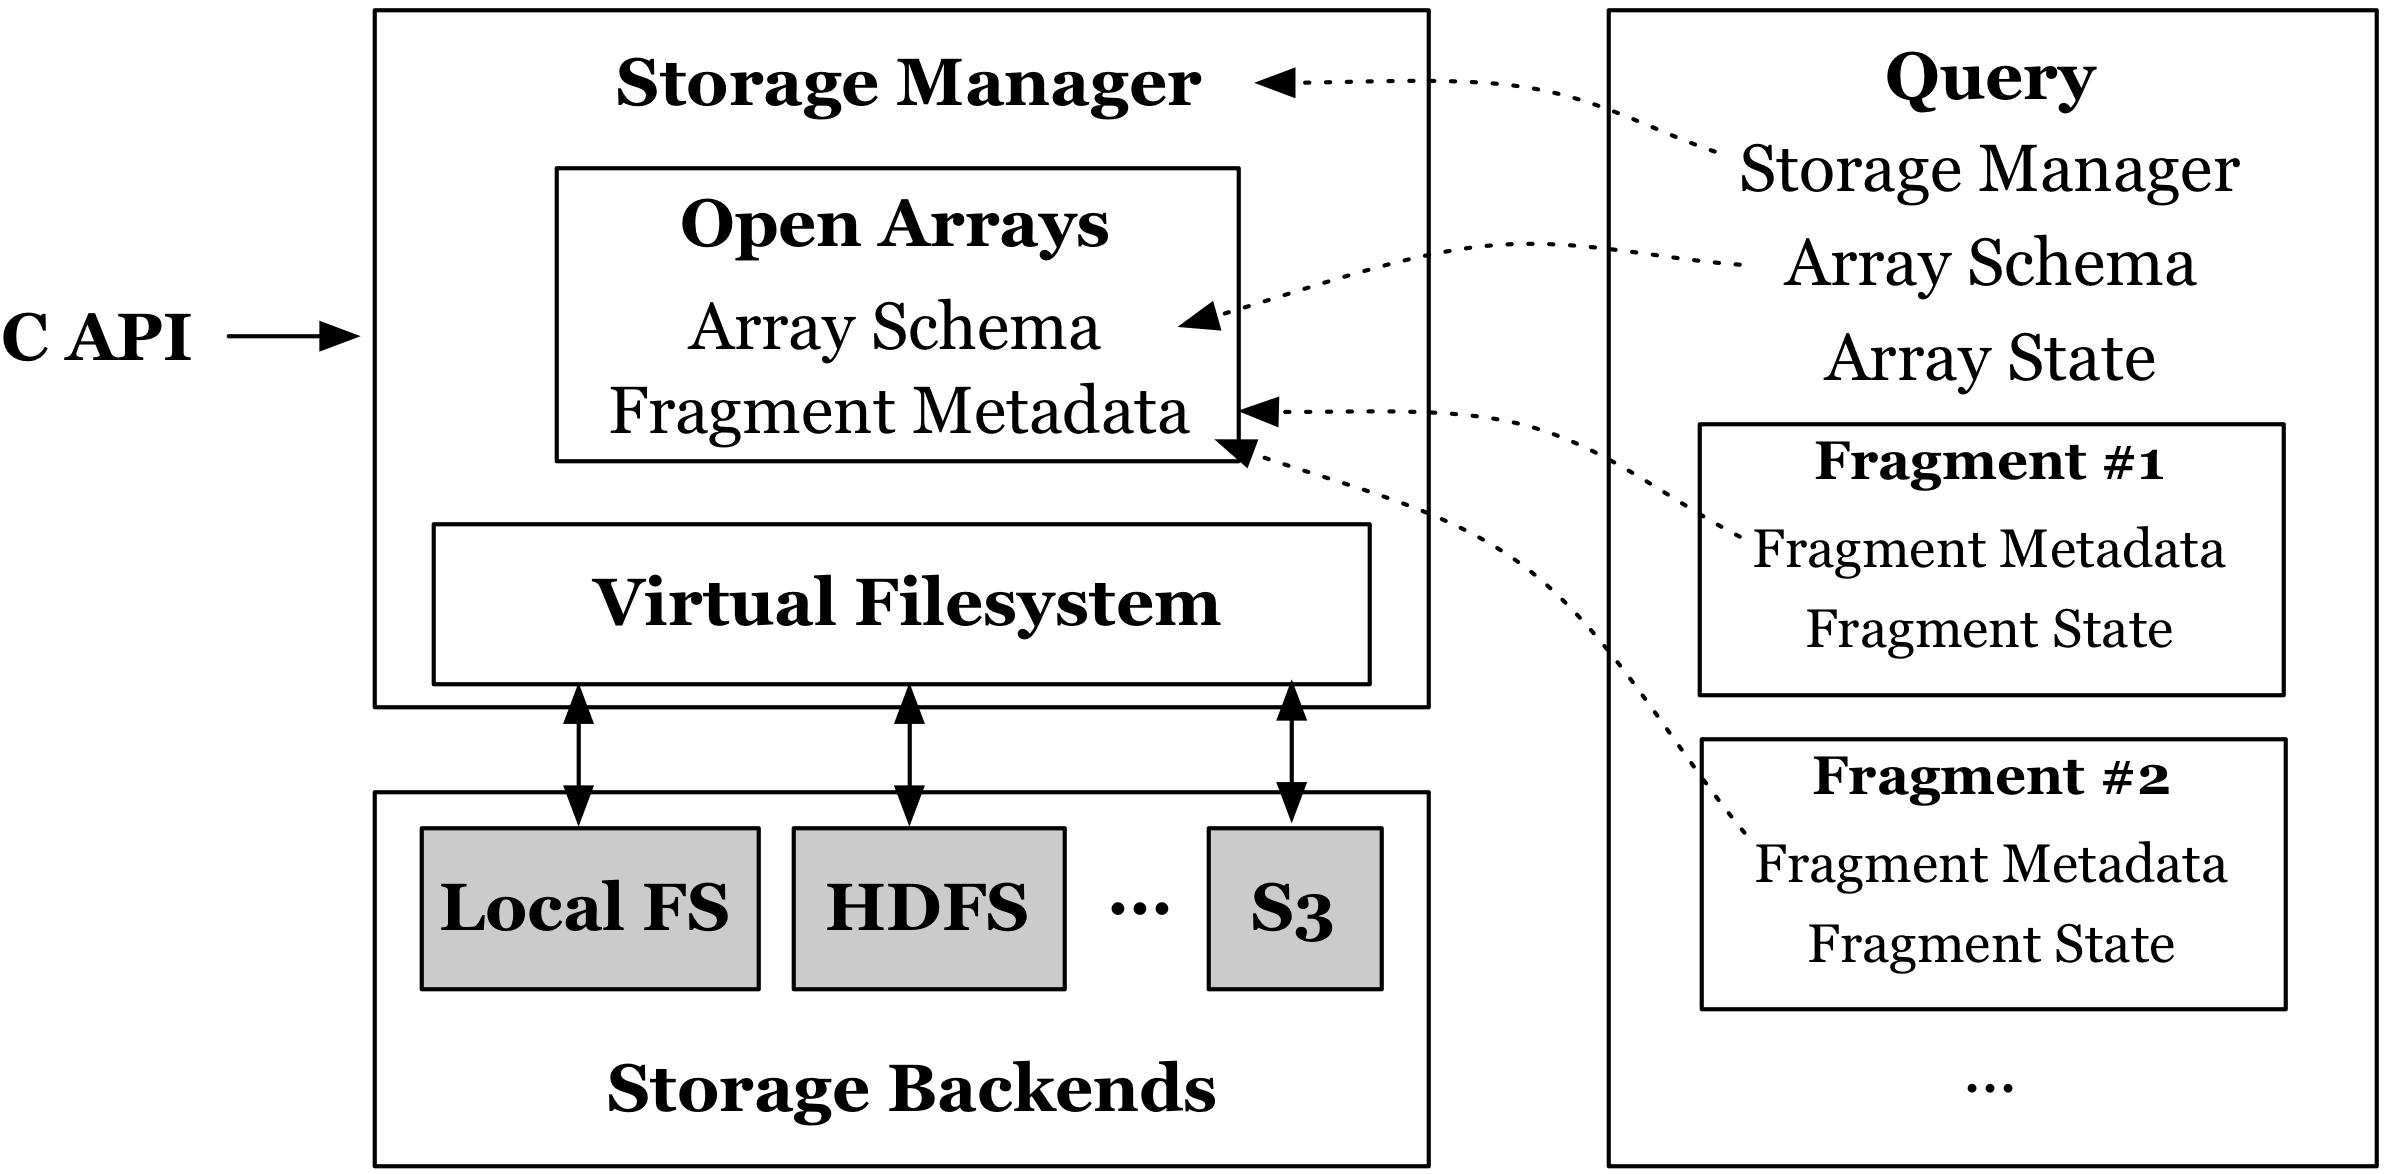 C API
Storage Manager
Open Arrays
Array Schema
Fragment Metadata
Virtual Filesystem
Local FS
HDFS
...
S3
Storage Backends
Query
Storage Manager
Array Schema
Array State
Fragment #1
Fragment Metadata
Fragment State
Fragment #2
Fragment Metadata
Fragment State
...